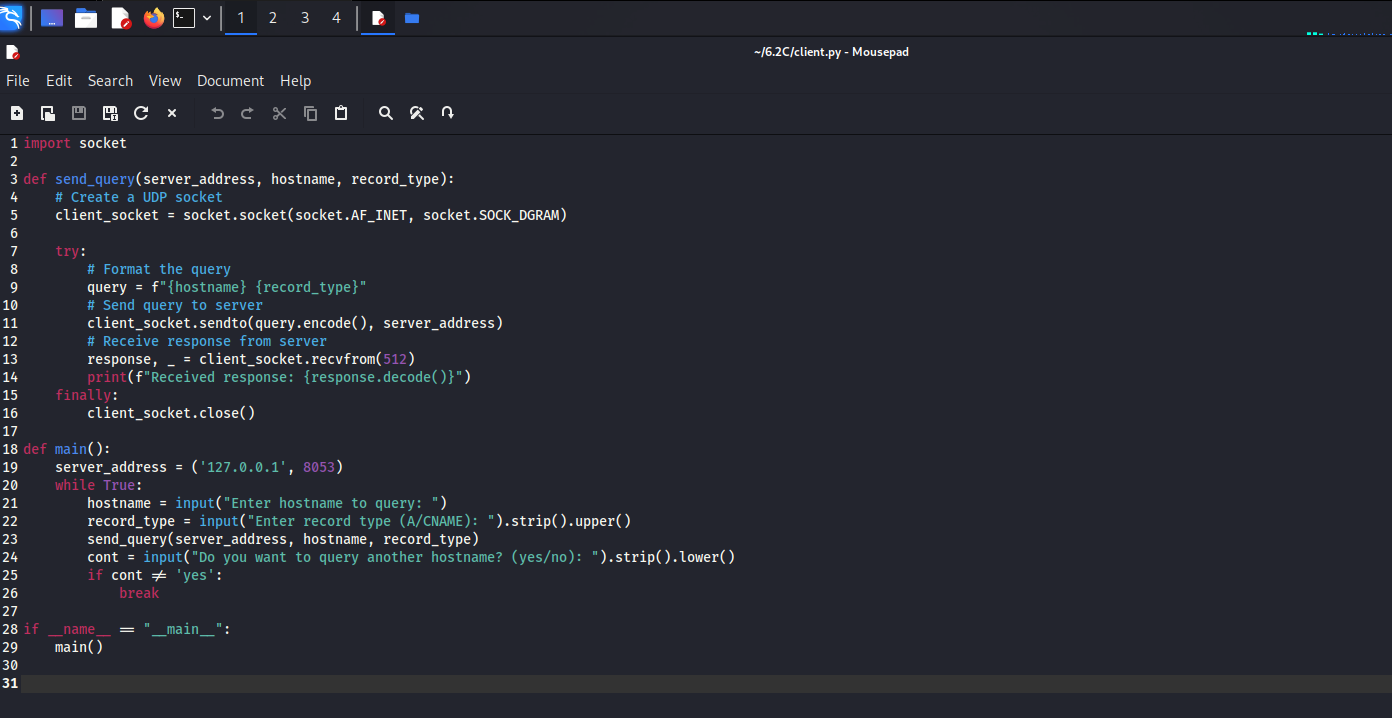 1 2 3 4
~/6.2C/client.py - Mousepad
File Edit Search View Document Help
1 import socket
2
3 def send_query(server_address, hostname, record_type):
4     # Create a UDP socket
5     client_socket = socket.socket(socket.AF_INET, socket.SOCK_DGRAM)
6
7     try:
8         # Format the query
9         query = f"{hostname} {record_type}"
10         # Send query to server
11         client_socket.sendto(query.encode(), server_address)
12         # Receive response from server
13         response, _ = client_socket.recvfrom(512)
14         print(f"Received response: {response.decode()}")
15     finally:
16         client_socket.close()
17
18 def main():
19     server_address = ('127.0.0.1', 8053)
20     while True:
21         hostname = input("Enter hostname to query: ")
22         record_type = input("Enter record type (A/CNAME): ").strip().upper()
23         send_query(server_address, hostname, record_type)
24         cont = input("Do you want to query another hostname? (yes/no): ").strip().lower()
25         if cont != 'yes':
26             break
27
28 if __name__ == "__main__":
29     main()
30
31